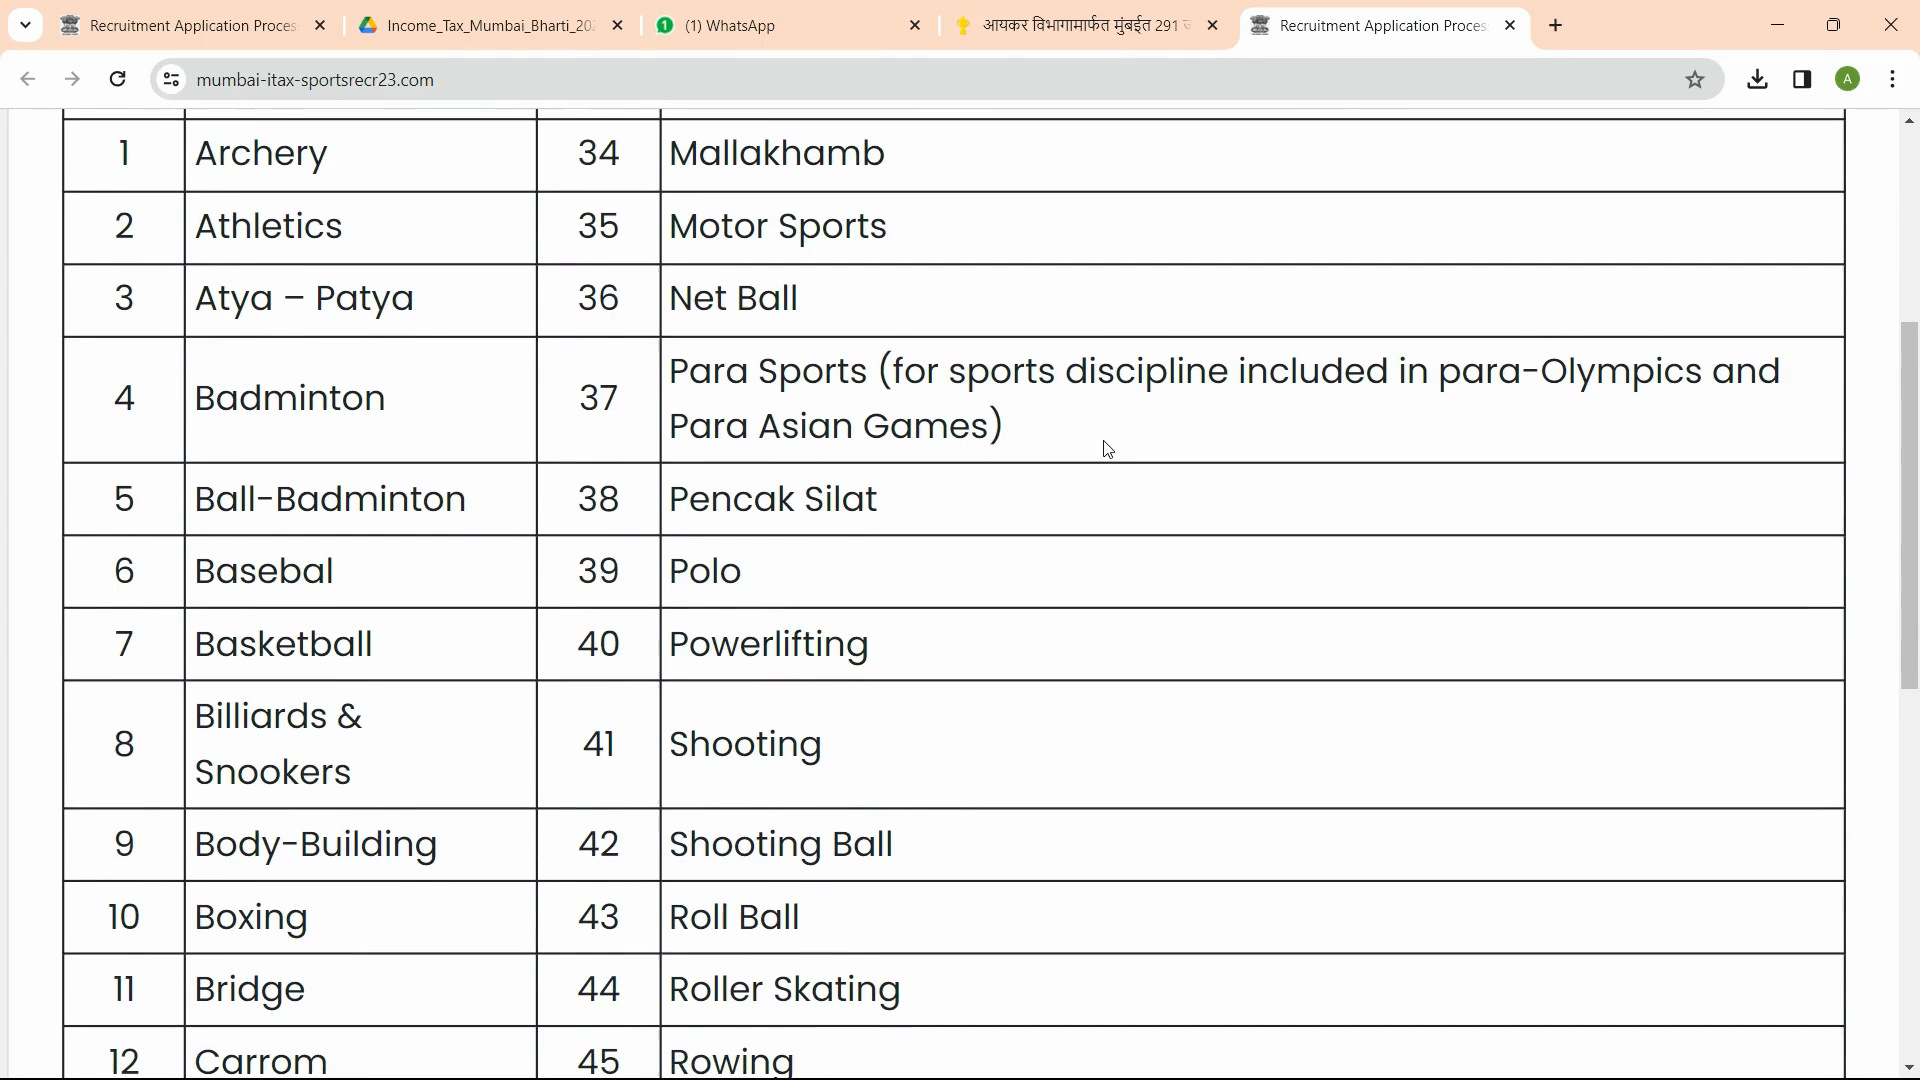 Recruitment Application Proces
Income_Tax_Mumbai_Bharti_202
1
(1) WhatsApp
आयकर विभागामार्फत मुंबईत 291
Recruitment Application Proces
mumbai-itax-sportsrecr23.com
A
1 Archery 34 Mallakhamb
2 Athletics 35 Motor Sports
3 Atya – Patya 36 Net Ball
4 Badminton 37 Para Sports (for sports discipline included in para-Olympics and
Para Asian Games)
5 Ball-Badminton 38 Pencak Silat
6 Basebal 39 Polo
7 Basketball 40 Powerlifting
8 Billiards &
Snookers 41 Shooting
9 Body-Building 42 Shooting Ball
10 Boxing 43 Roll Ball
11 Bridge 44 Roller Skating
12 Carrom 45 Rowing